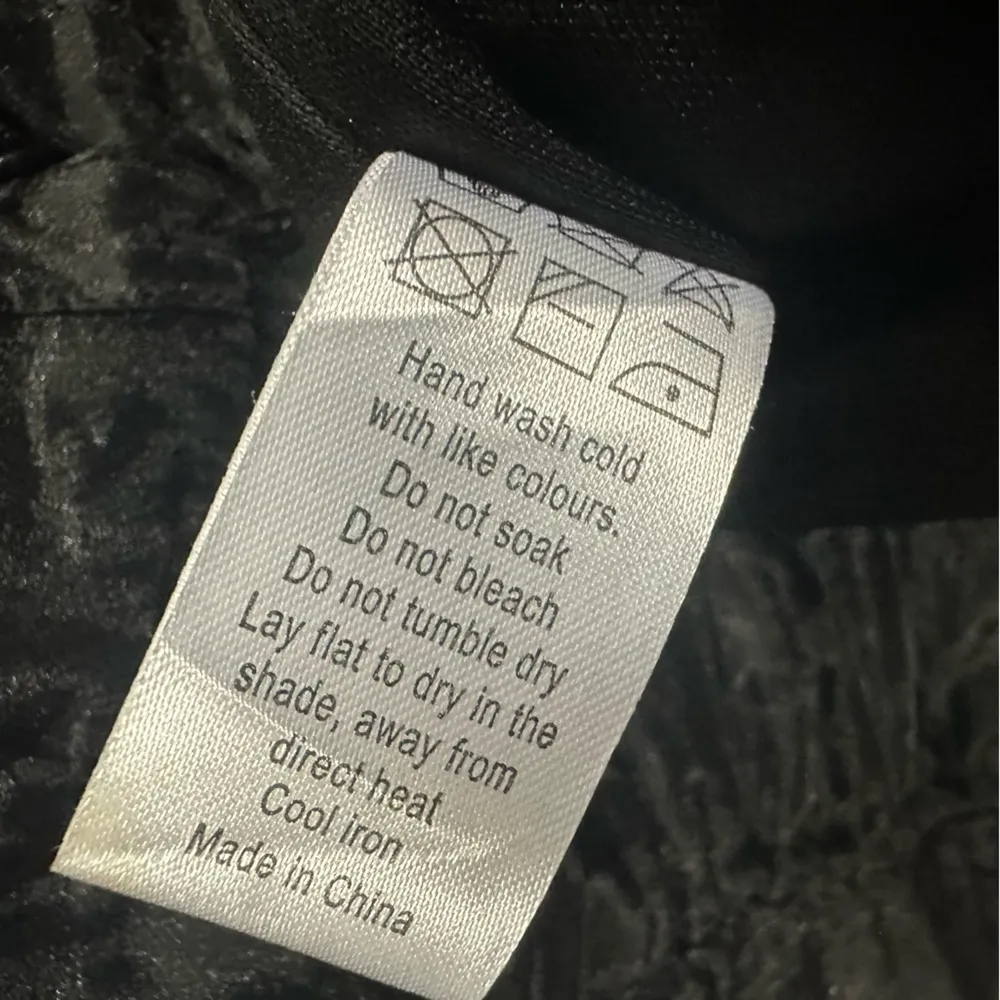 Hand wash cold
with like colours.
Do not soak
Do not bleach
Do not tumble dry
Lay flat to dry in the
shade, away from
direct heat
Cool iron
Made in China